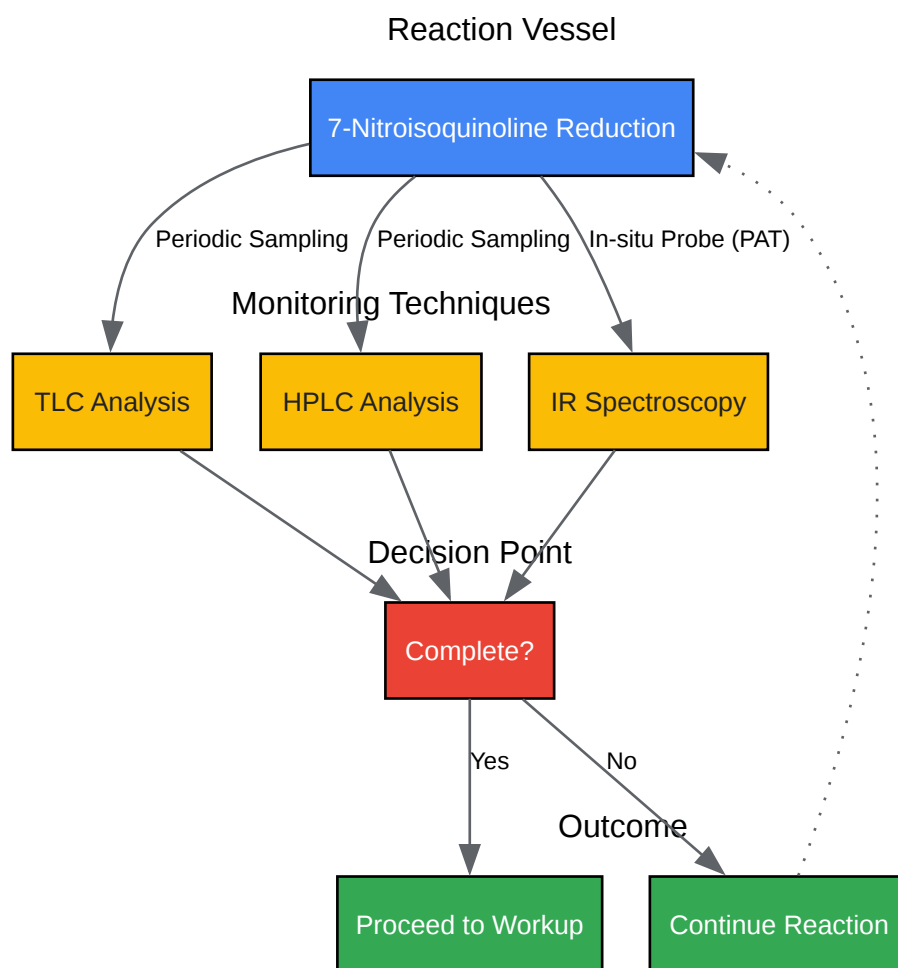 Reaction Vessel
7-Nitroisoquinoline Reduction
Periodic Sampling
Periodic Sampling
In-situ Probe (PAT)
Monitoring Techniques
TLC Analysis
HPLC Analysis
IR Spectroscopy
Decision Point
Complete?
Yes
No
Outcome
Proceed to Workup
Continue Reaction